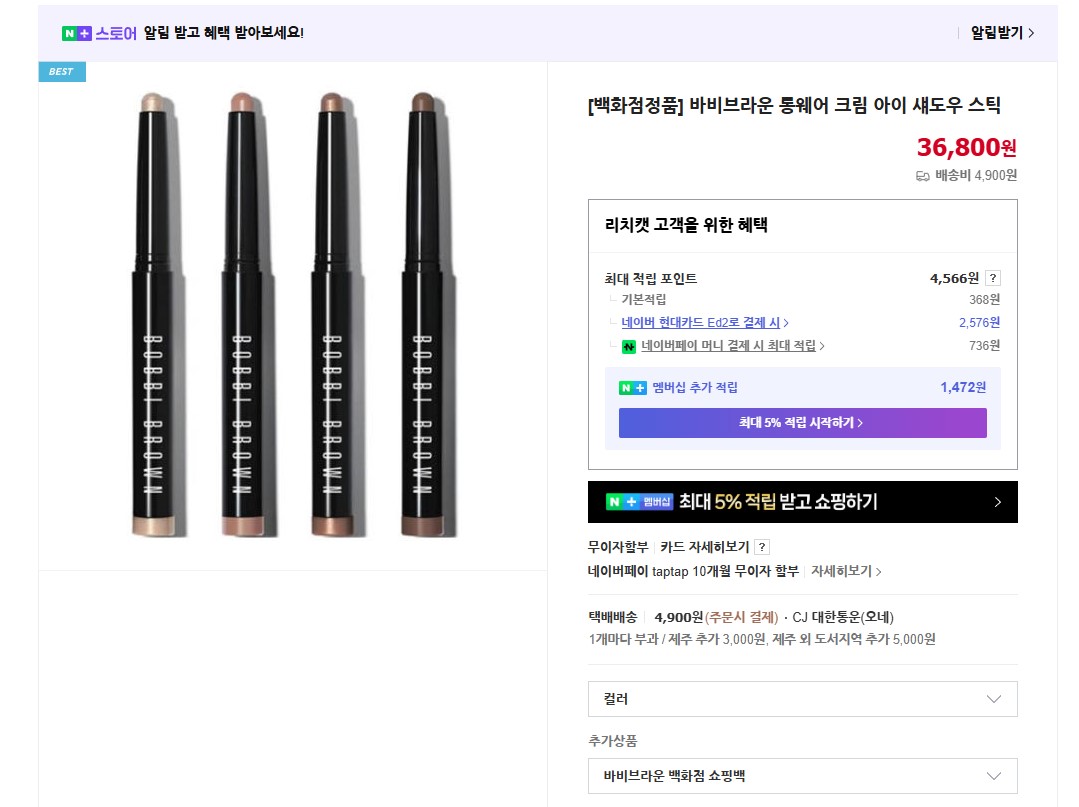 N+ 스토어 알림 받고 혜택 받아보세요!
알림받기 >
BEST
BOBBI BROWN
BOBBI BROWN
BOBBI BROWN
BOBBI BROWN
[백화점정품] 바비브라운 롱웨어 크림 아이 섀도우 스틱
36,800원
배송비 4,900원
리치캣 고객을 위한 혜택
최대 적립 포인트 4,566원 ?
기본적립 368원
네이버 현대카드 Ed2로 결제 시 > 2,576원
네이버페이 머니 결제 시 최대 적립 > 736원
N+ 멤버십 추가 적립 1,472원
최대 5% 적립 시작하기 >
N+ 멤버십 최대 5% 적립 받고 쇼핑하기 >
무이자할부 카드 자세히보기 ?
네이버페이 taptap 10개월 무이자 할부 자세히보기 >
택배배송 4,900원(주문시 결제) · CJ 대한통운(오네)
1개마다 부과 / 제주 추가 3,000원, 제주 외 도서지역 추가 5,000원
컬러
추가상품
바비브라운 백화점 쇼핑백